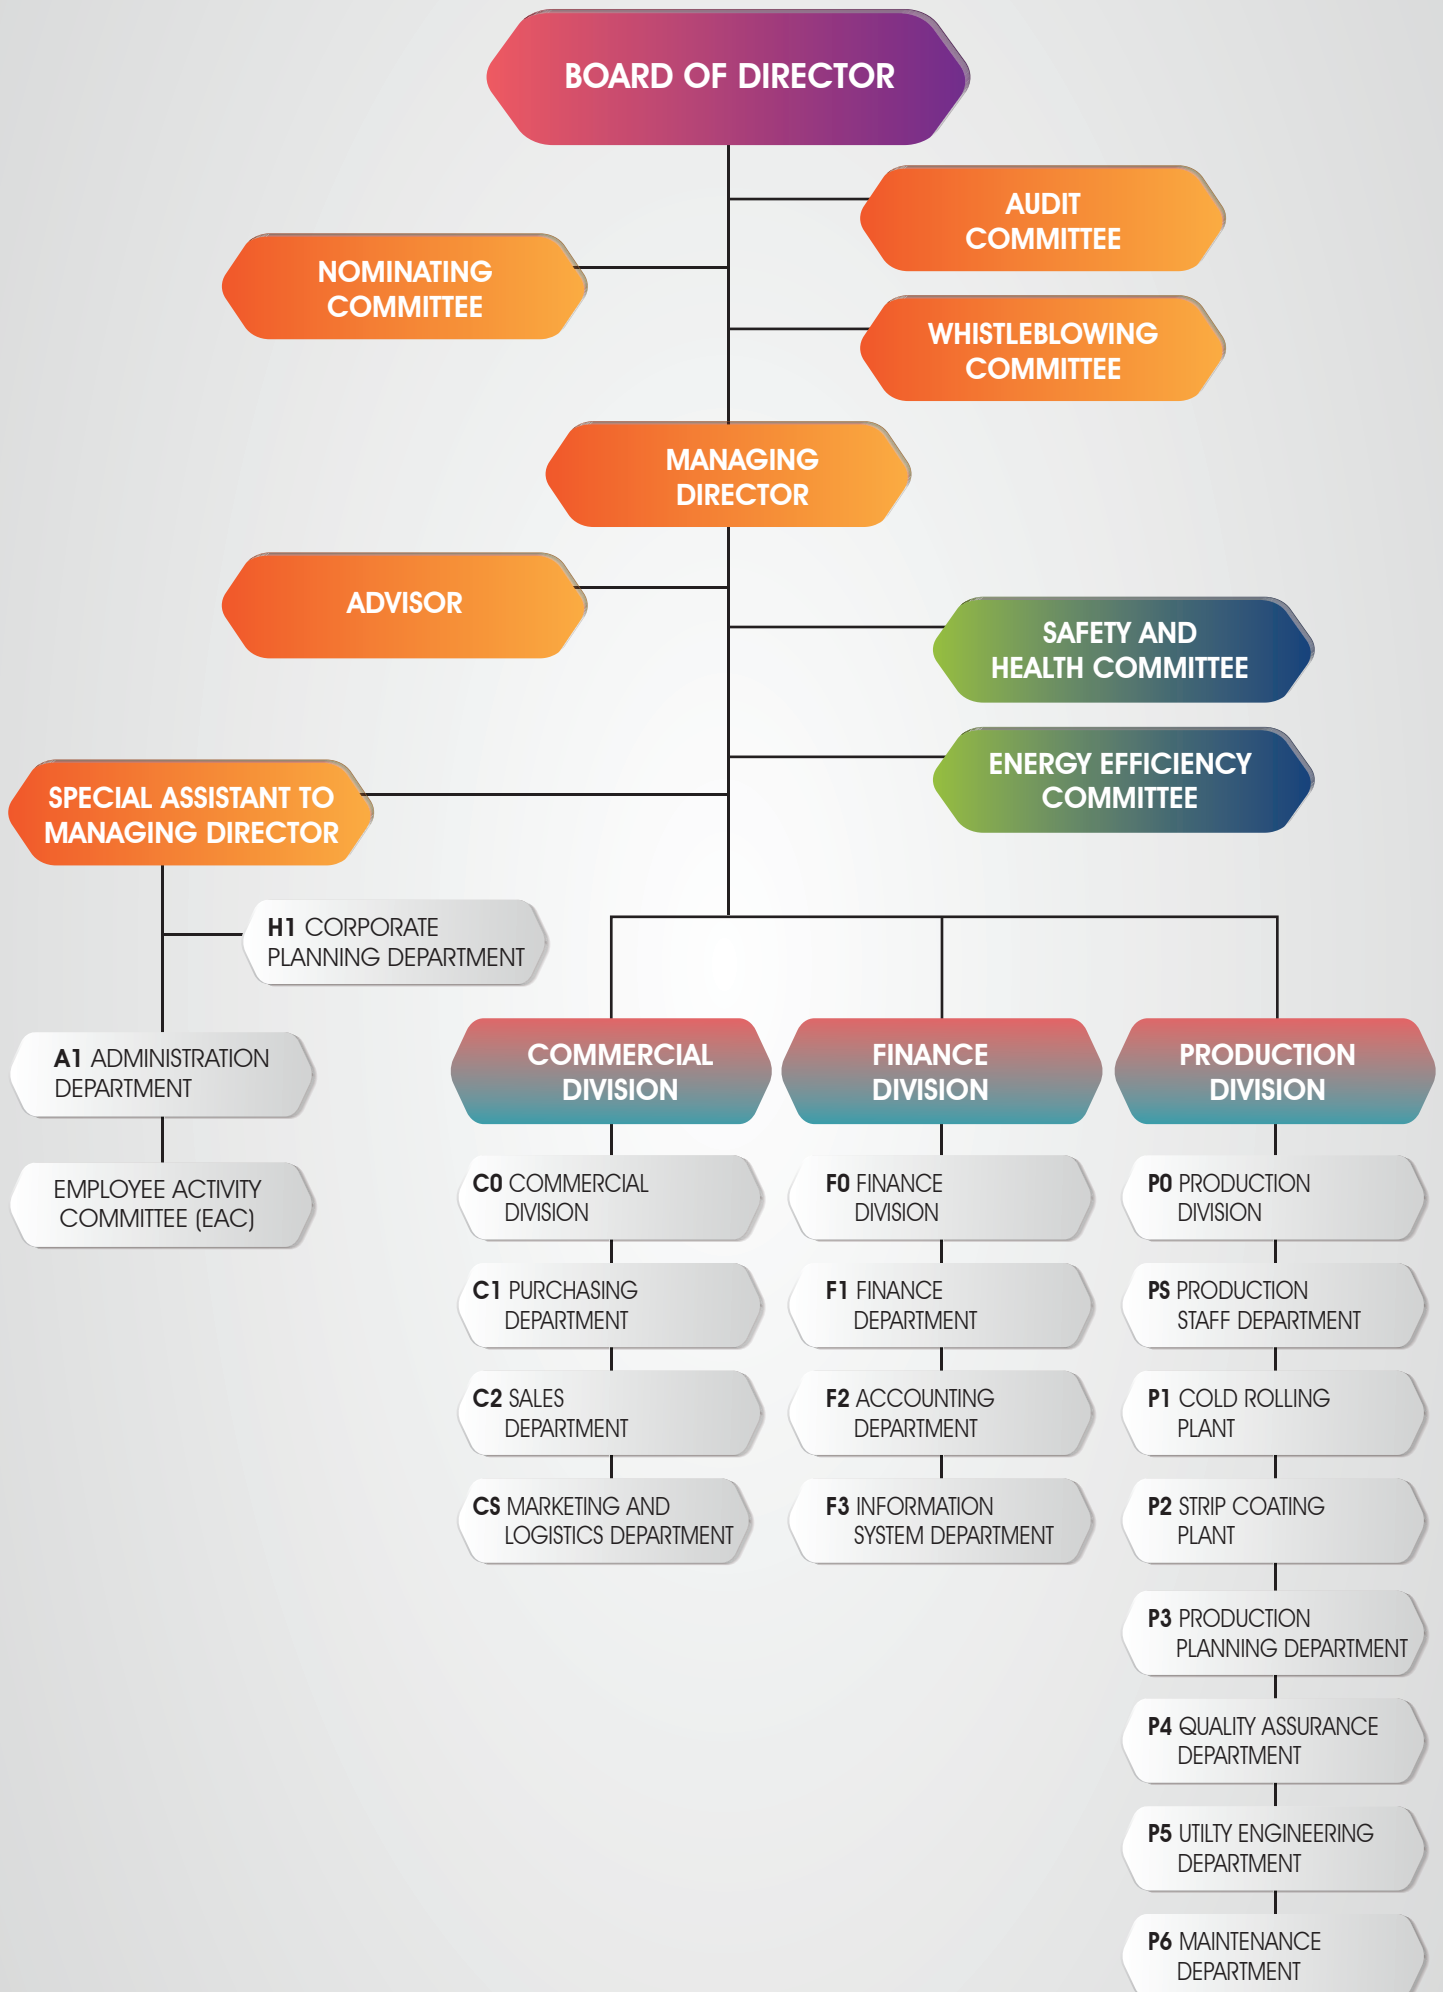 BOARD OF DIRECTOR
AUDIT
COMMITTEE
NOMINATING
COMMITTEE
WHISTLEBLOWING
COMMITTEE
MANAGING
DIRECTOR
ADVISOR
SAFETY AND
HEALTH COMMITTEE
ENERGY EFFICIENCY
COMMITTEE
SPECIAL ASSISTANT TO
MANAGING DIRECTOR
H1 CORPORATE
PLANNING DEPARTMENT
A1 ADMINISTRATION
DEPARTMENT
EMPLOYEE ACTIVITY
COMMITTEE (EAC)
COMMERCIAL
DIVISION
C0 COMMERCIAL
DIVISION
C1 PURCHASING
DEPARTMENT
C2 SALES
DEPARTMENT
CS MARKETING AND
LOGISTICS DEPARTMENT
FINANCE
DIVISION
F0 FINANCE
DIVISION
F1 FINANCE
DEPARTMENT
F2 ACCOUNTING
DEPARTMENT
F3 INFORMATION
SYSTEM DEPARTMENT
PRODUCTION
DIVISION
P0 PRODUCTION
DIVISION
PS PRODUCTION
STAFF DEPARTMENT
P1 COLD ROLLING
PLANT
P2 STRIP COATING
PLANT
P3 PRODUCTION
PLANNING DEPARTMENT
P4 QUALITY ASSURANCE
DEPARTMENT
P5 UTILTY ENGINEERING
DEPARTMENT
P6 MAINTENANCE
DEPARTMENT